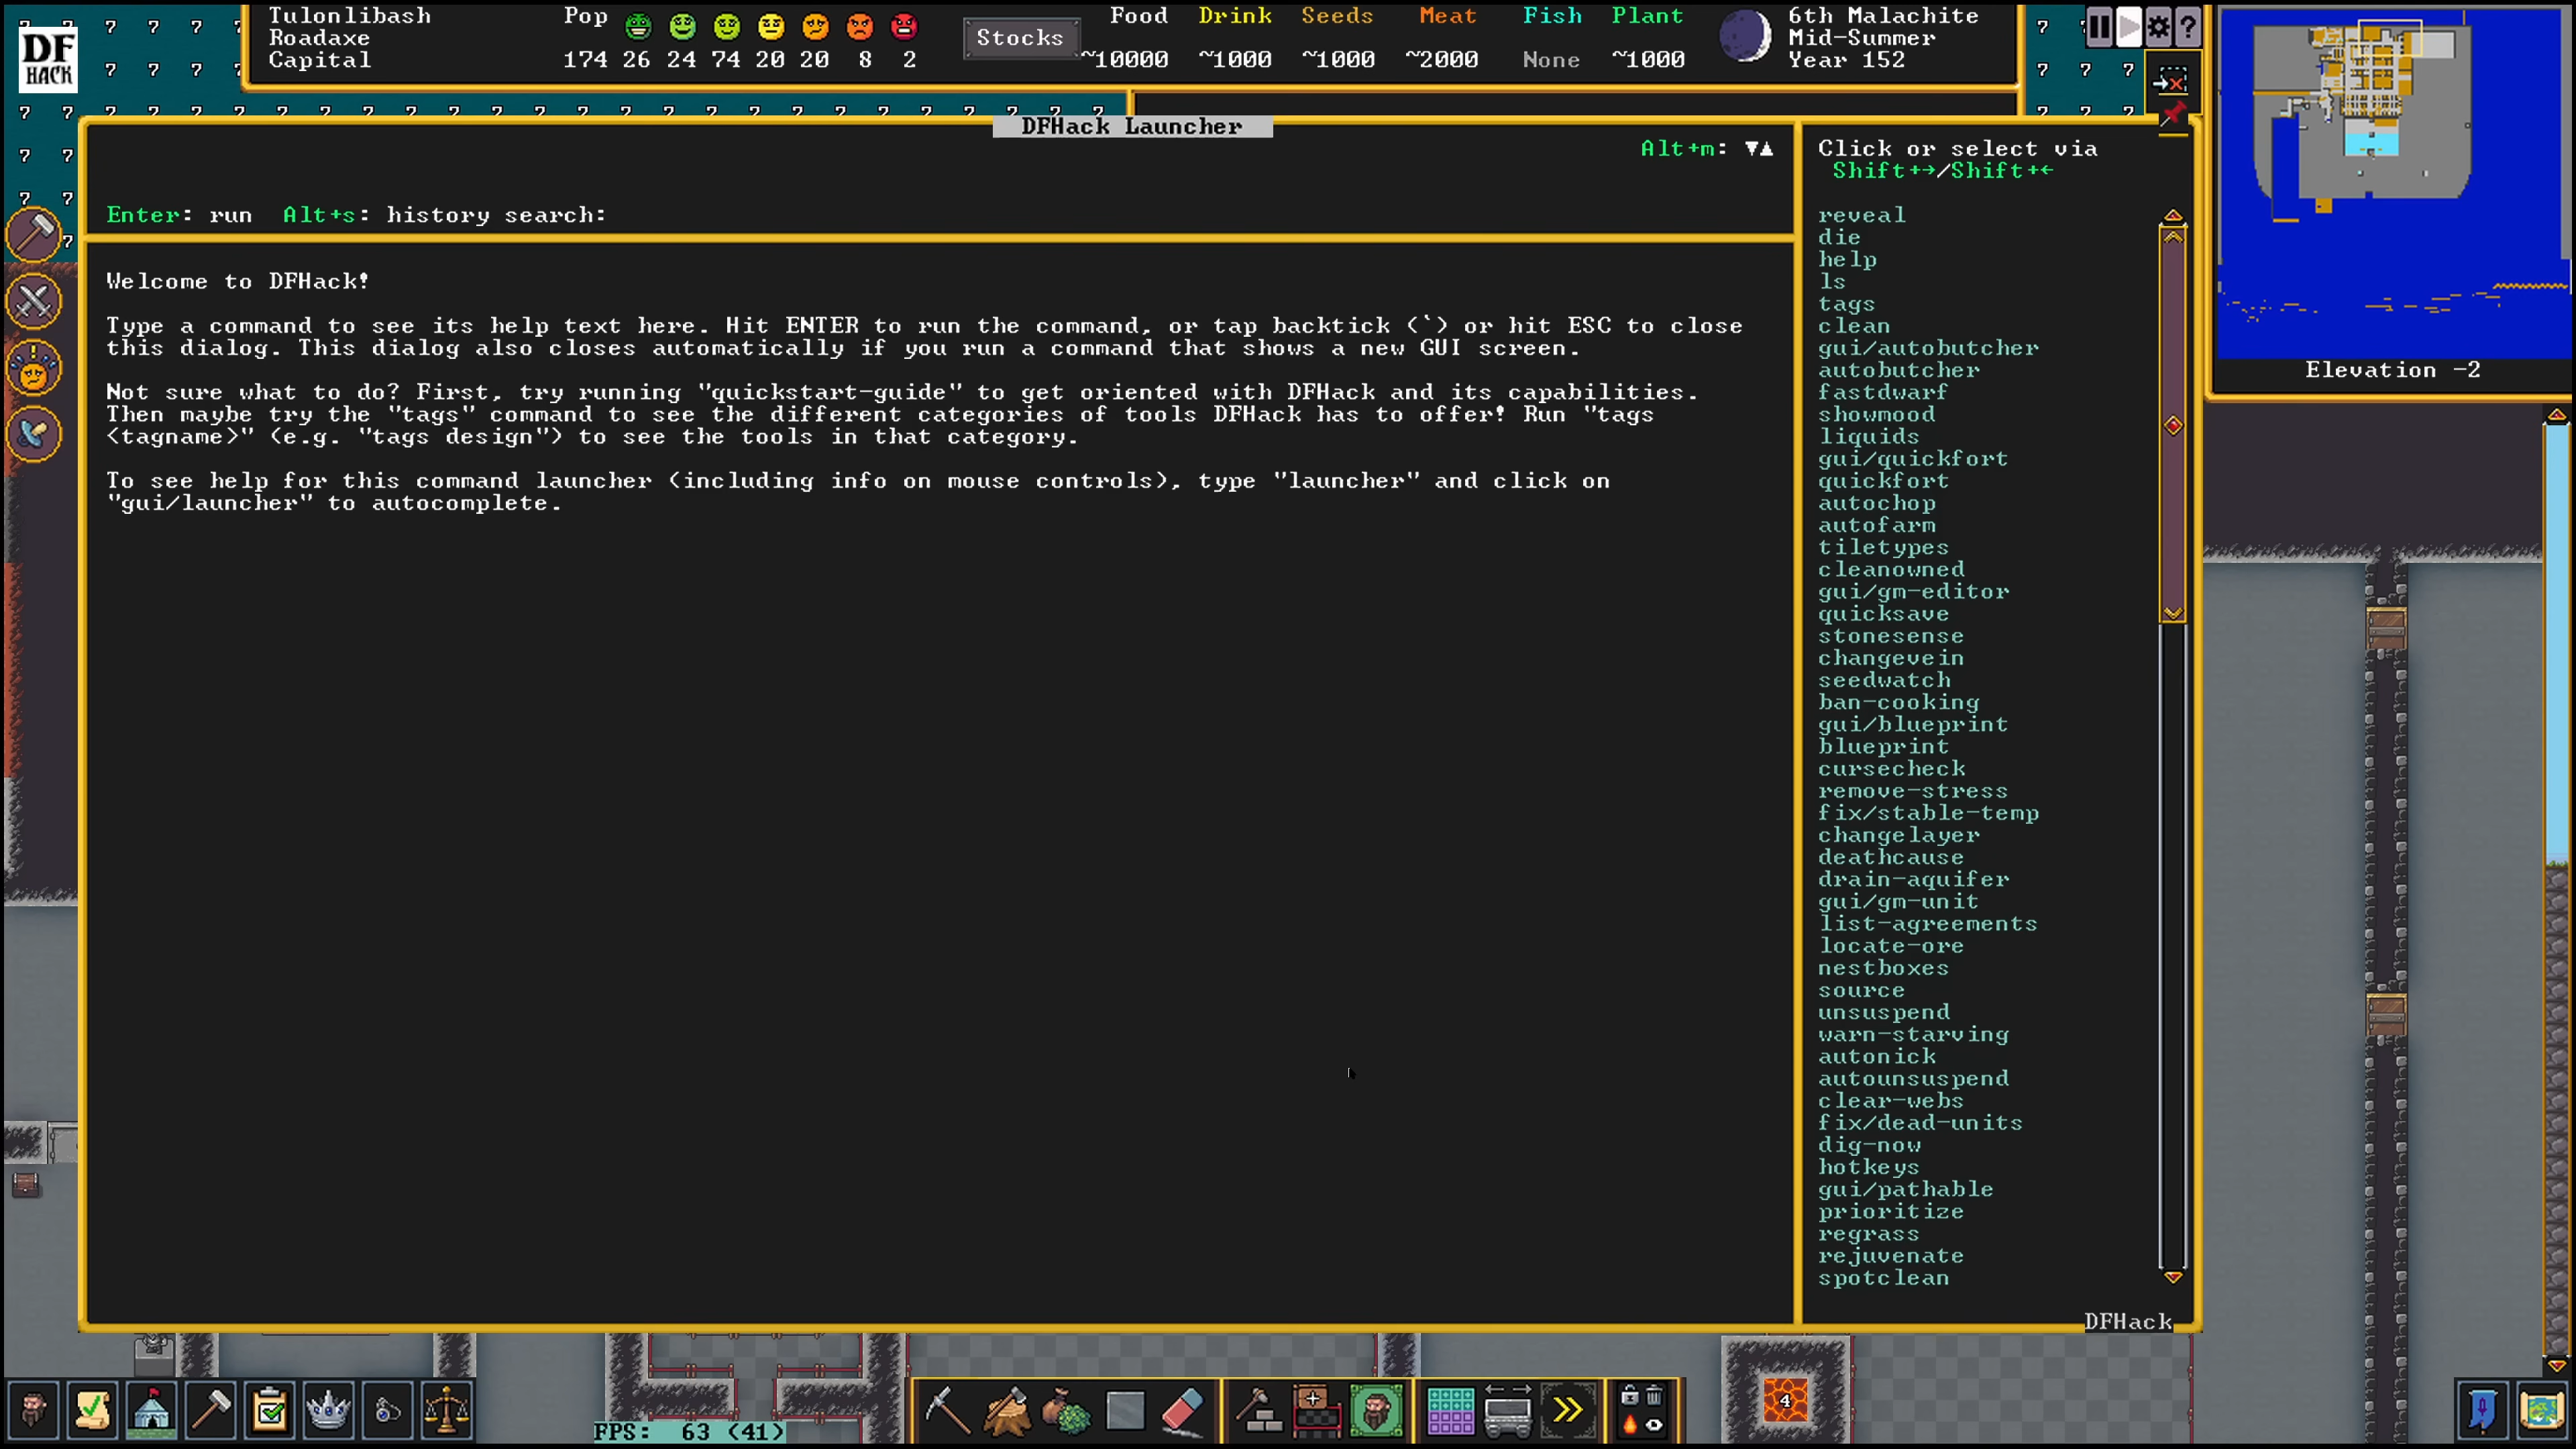 DF
HACK
Tulonlibash
Roadaxe
Capital
Pop
174 26 24 74 20 20 8 2
Stocks
Food Drink Seeds Meat Fish Plant
~10000 ~1000 ~1000 ~2000 None ~1000
6th Malachite
Mid-Summer
Year 152
Elevation -2
DFHack Launcher
Alt+m:
Enter: run Alt+s: history search:
Welcome to DFHack!
Type a command to see its help text here. Hit ENTER to run the command, or tap backtick (`) or hit ESC to close
this dialog. This dialog also closes automatically if you run a command that shows a new GUI screen.
Not sure what to do? First, try running "quickstart-guide" to get oriented with DFHack and its capabilities.
Then maybe try the "tags" command to see the different categories of tools DFHack has to offer! Run "tags
<tagname>" (e.g. "tags design") to see the tools in that category.
To see help for this command launcher (including info on mouse controls), type "launcher" and click on
"gui/launcher" to autocomplete.
Click or select via
Shift+→/Shift+←
reveal
die
help
ls
tags
clean
gui/autobutcher
autobutcher
fastdwarf
showmood
liquids
gui/quickfort
quickfort
autochop
autofarm
tiletypes
cleanowned
gui/gm-editor
quicksave
stonesense
changevein
seedwatch
ban-cooking
gui/blueprint
blueprint
cursecheck
remove-stress
fix/stable-temp
changelayer
deathcause
drain-aquifer
gui/gm-unit
list-agreements
locate-ore
nestboxes
source
unsuspend
warn-starving
autonick
autounsuspend
clear-webs
fix/dead-units
dig-now
hotkeys
gui/pathable
prioritize
regrass
rejuvenate
spotclean
DFHack
4
FPS: 63 (41)